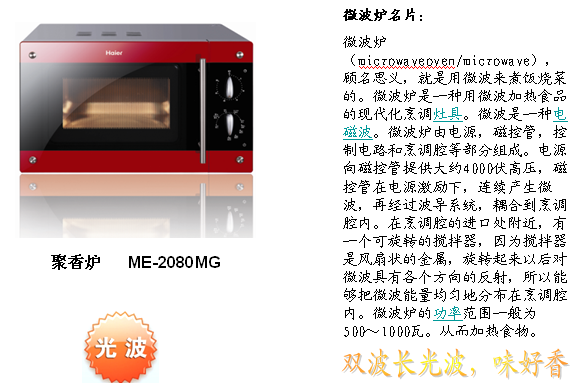 Haier
聚香炉 ME-2080MG
光波
微波炉名片：
微波炉
（microwaveoven/microwave），
顾名思义，就是用微波来煮饭烧菜
的。微波炉是一种用微波加热食品
的现代化烹调灶具。微波是一种电
磁波。微波炉由电源，磁控管，控
制电路和烹调腔等部分组成。电源
向磁控管提供大约4000伏高压，磁
控管在电源激励下，连续产生微
波，再经过波导系统，耦合到烹调
腔内。在烹调腔的进口处附近，有
一个可旋转的搅拌器，因为搅拌器
是风扇状的金属，旋转起来以后对
微波具有各个方向的反射，所以能
够把微波能量均匀地分布在烹调腔
内。微波炉的功率范围一般为
500～1000瓦。从而加热食物。
双波长光波，味好香